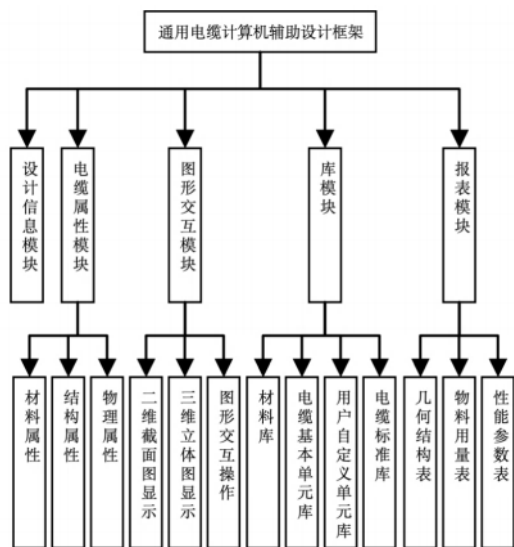 通用电缆计算机辅助设计框架
设计信息模块
电缆属性模块
图形交互模块
库模块
报表模块
材料属性
结构属性
物理属性
二维截面图显示
三维立体图显示
图形交互操作
材料库
电缆基本单元库
用户自定义单元库
电缆标准库
几何结构表
物料用量表
性能参数表